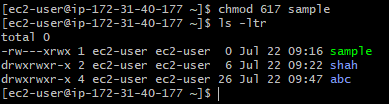 [ec2-user@ip-172-31-40-177 ~]$ chmod 617 sample
[ec2-user@ip-172-31-40-177 ~]$ ls -ltr
total 0
-rw---xrwx 1 ec2-user ec2-user  0 Jul 22 09:16 sample
drwxrwxr-x 2 ec2-user ec2-user  6 Jul 22 09:22 shah
drwxrwxr-x 4 ec2-user ec2-user 26 Jul 22 09:47 abc
[ec2-user@ip-172-31-40-177 ~]$